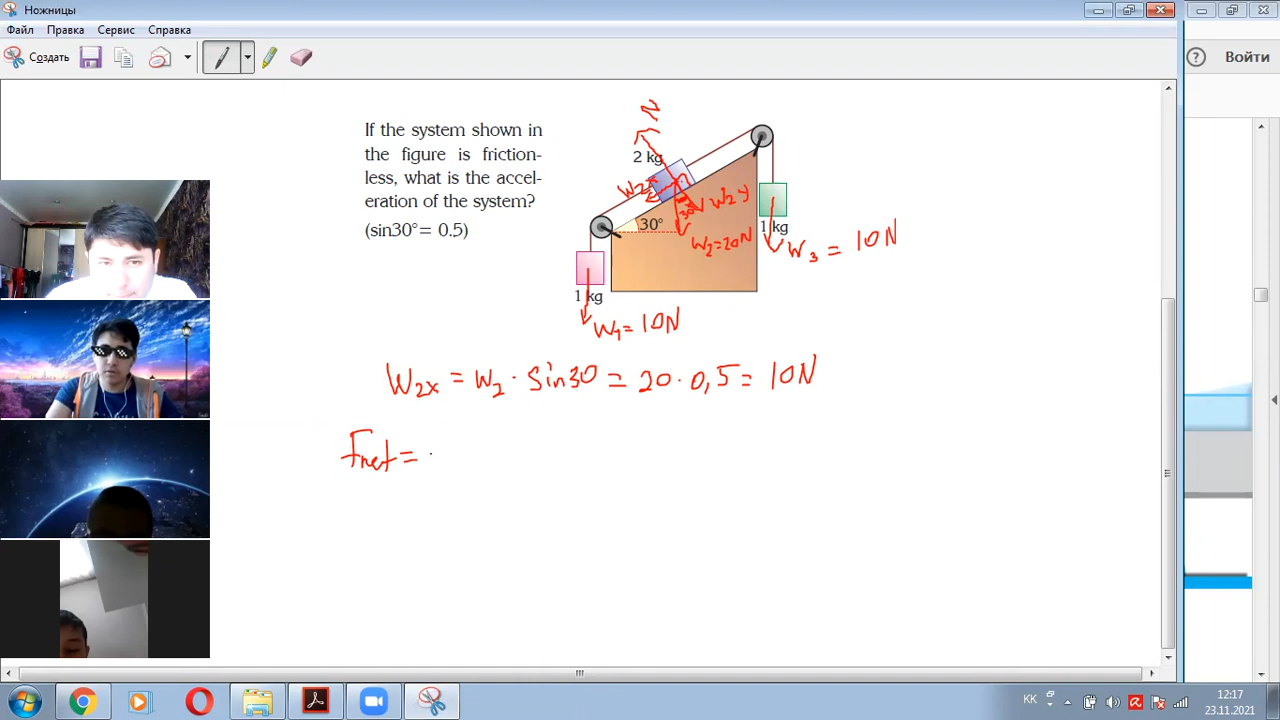 Ножницы
Файл Правка Сервис Справка
Создать
Войти
If the system shown in
the figure is friction-
less, what is the accel-
eration of the system?
(sin30°= 0.5)
N
2 kg
W2x
30°
W2y
30°
W2=20N
1 kg
W3 = 10N
1 kg
W1= 10N
W2x = W2 · Sin30 = 20 · 0,5 = 10N
Fnet =
KK
12:17
23.11.2021